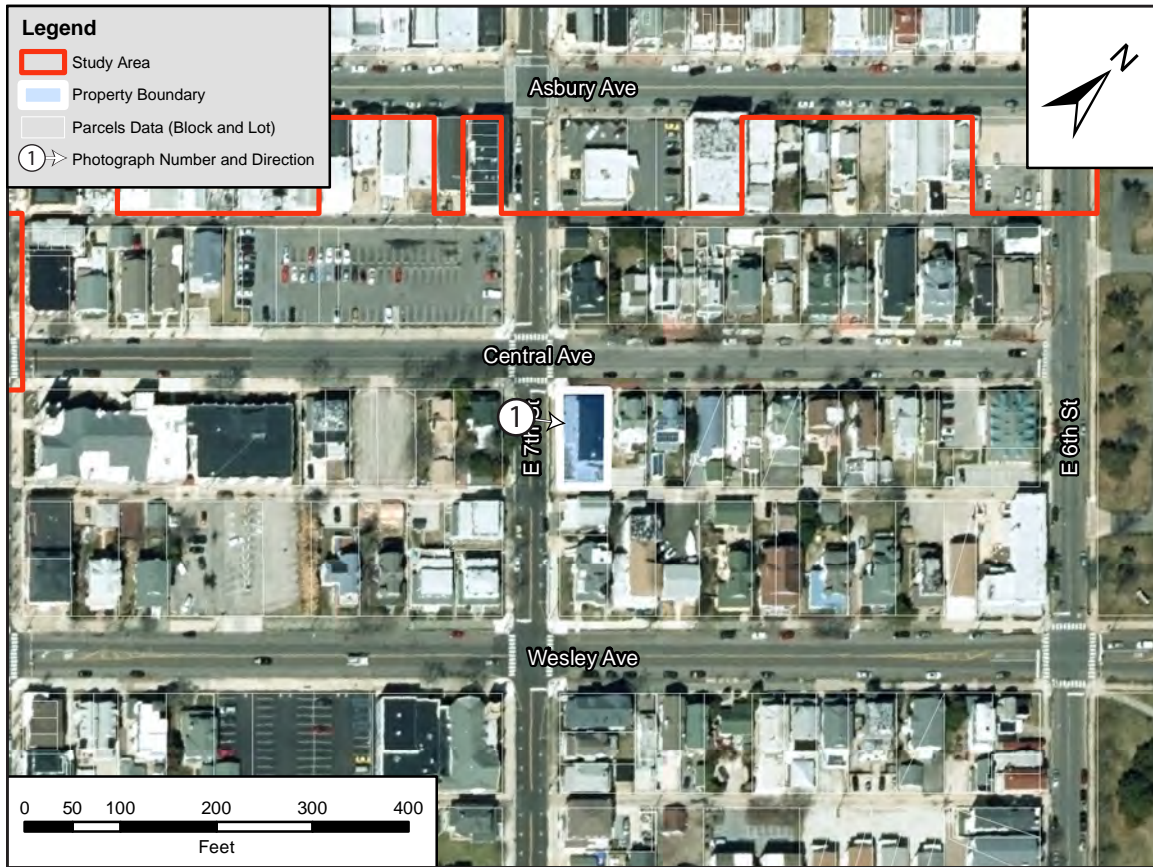 Legend
Study Area
Property Boundary
Parcels Data (Block and Lot)
1 Photograph Number and Direction
N
Asbury Ave
Central Ave
1
E 7th St
E 6th St
Wesley Ave
0 50 100 200 300 400
Feet